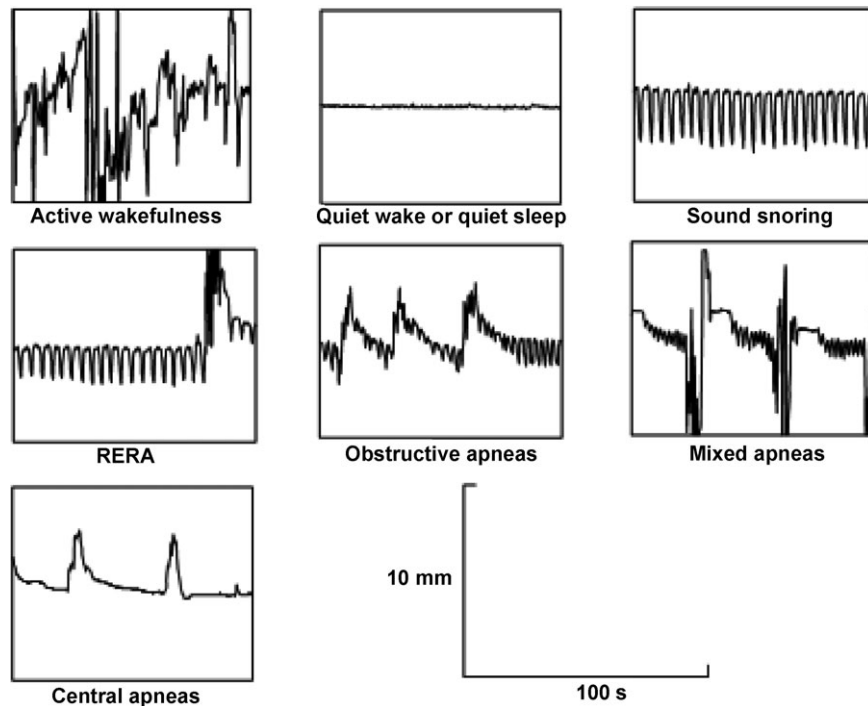 Active wakefulness
Quiet wake or quiet sleep
Sound snoring
RERA
Obstructive apneas
Mixed apneas
Central apneas
10 mm
100 s